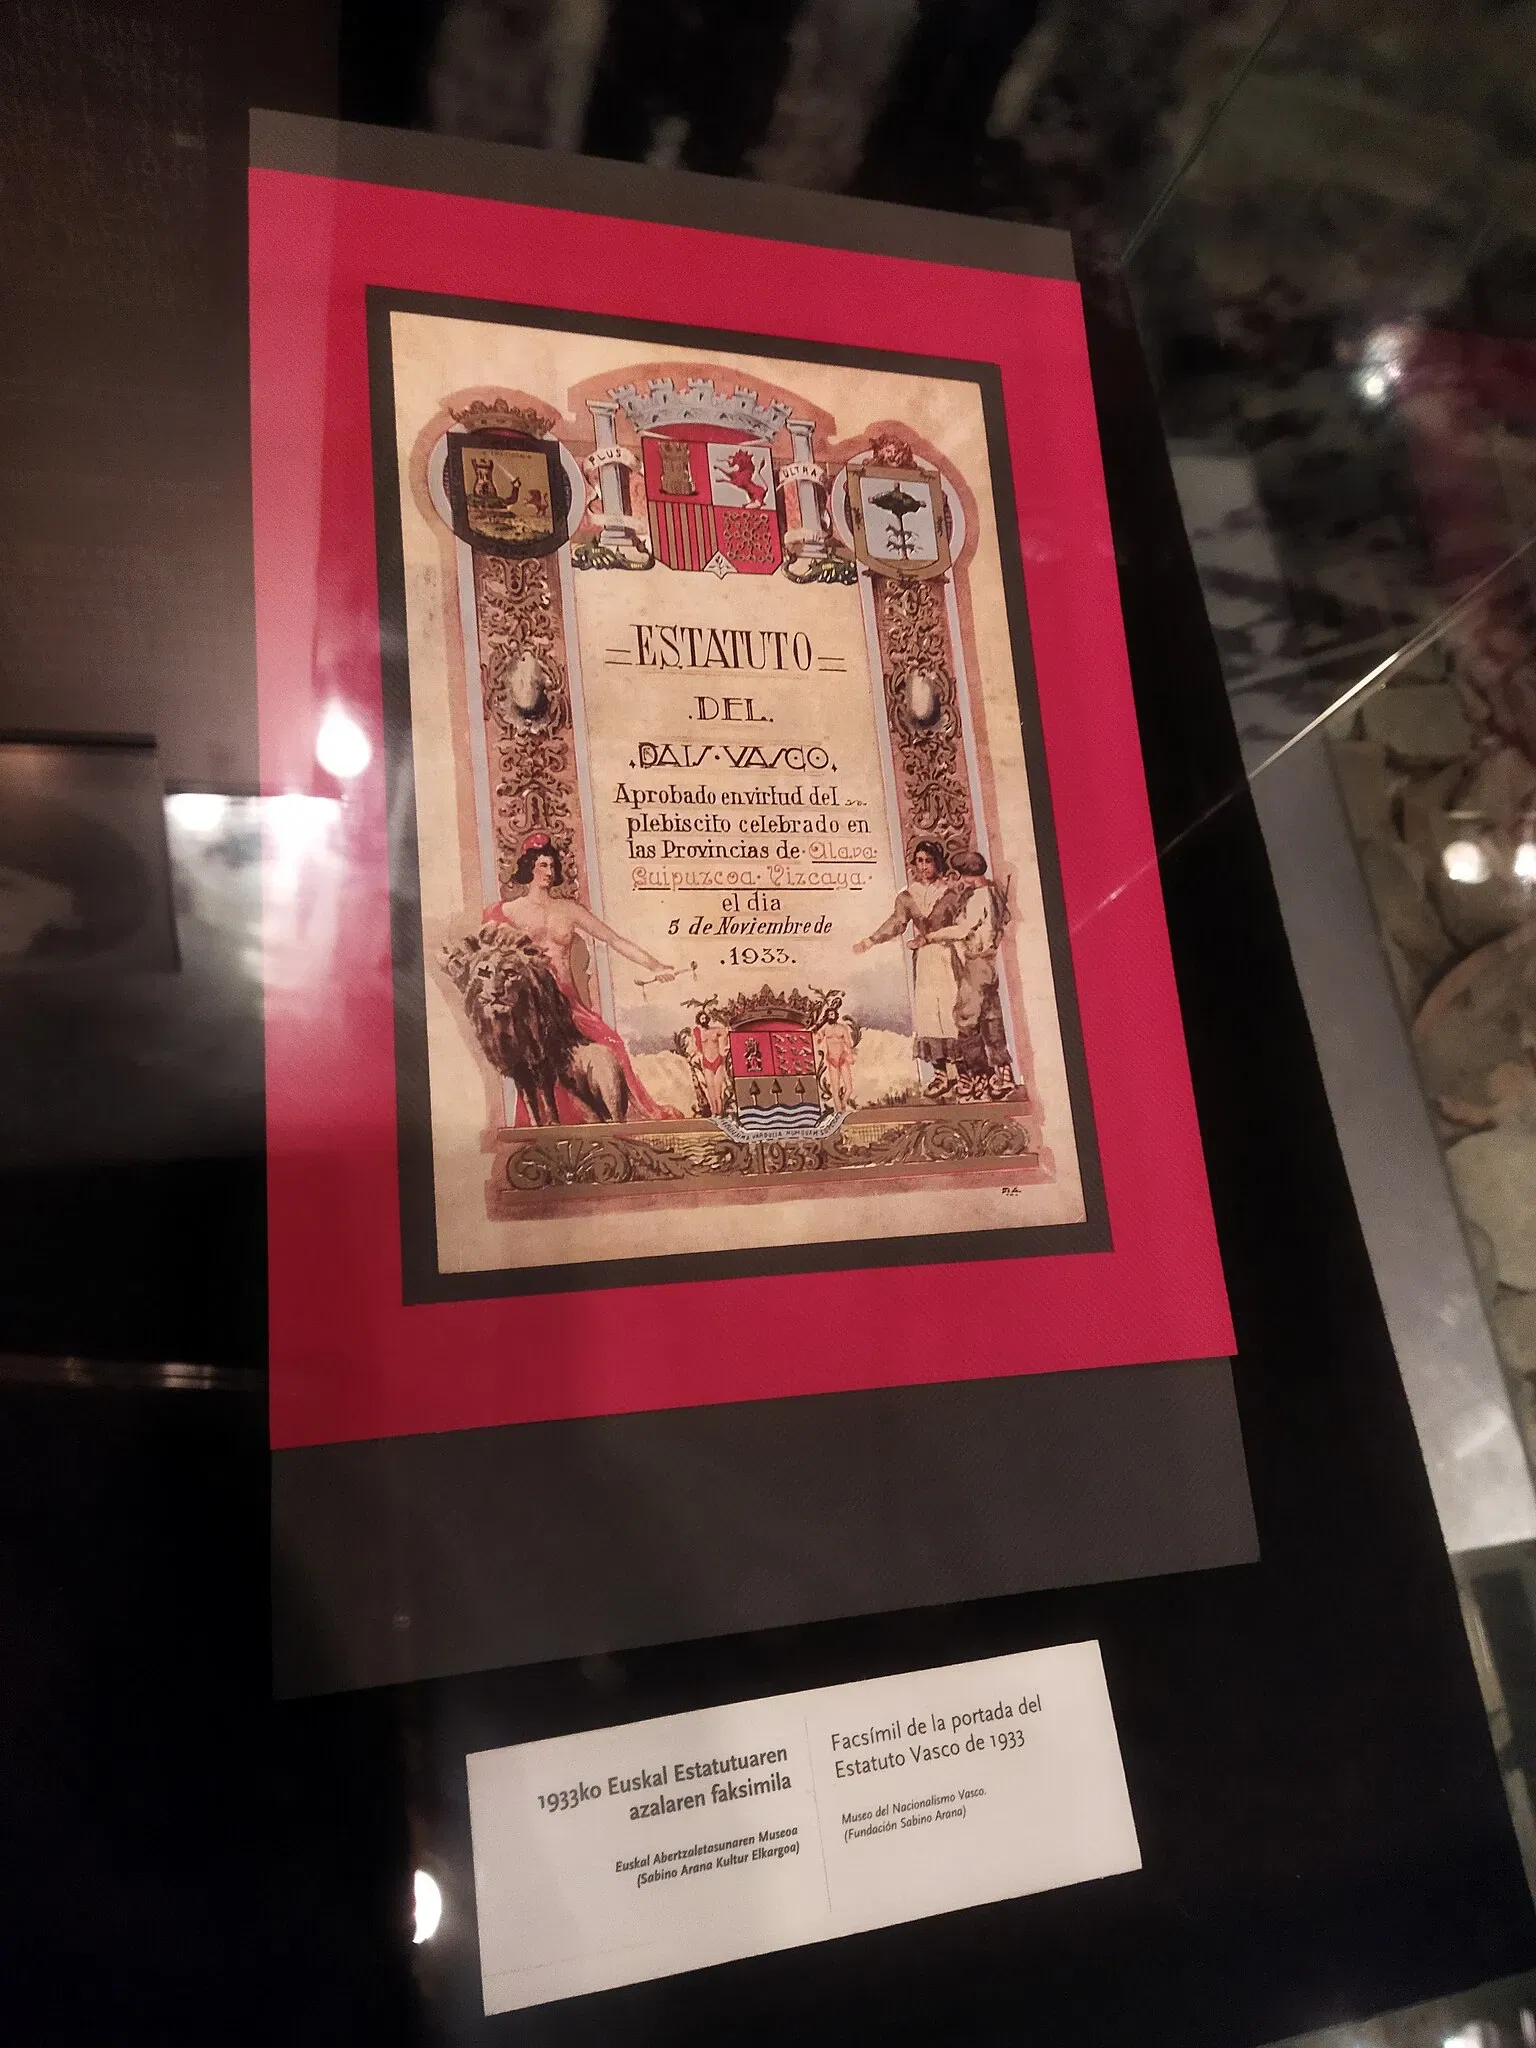 PLUS
ULTRA
ESTATUTO
DEL
PAIS·VASCO
Aprobado en virtud del
plebiscito celebrado en
las Provincias de Alava
Guipuzcoa·Vizcaya·
el dia
5 de Noviembre de
.1933.
1933
1933ko Euskal Estatutuaren
azalaren faksimila
Euskal Abertzaletasunaren Museoa
(Sabino Arana Kultur Elkargoa)
Facsímil de la portada del
Estatuto Vasco de 1933
Museo del Nacionalismo Vasco.
(Fundación Sabino Arana)